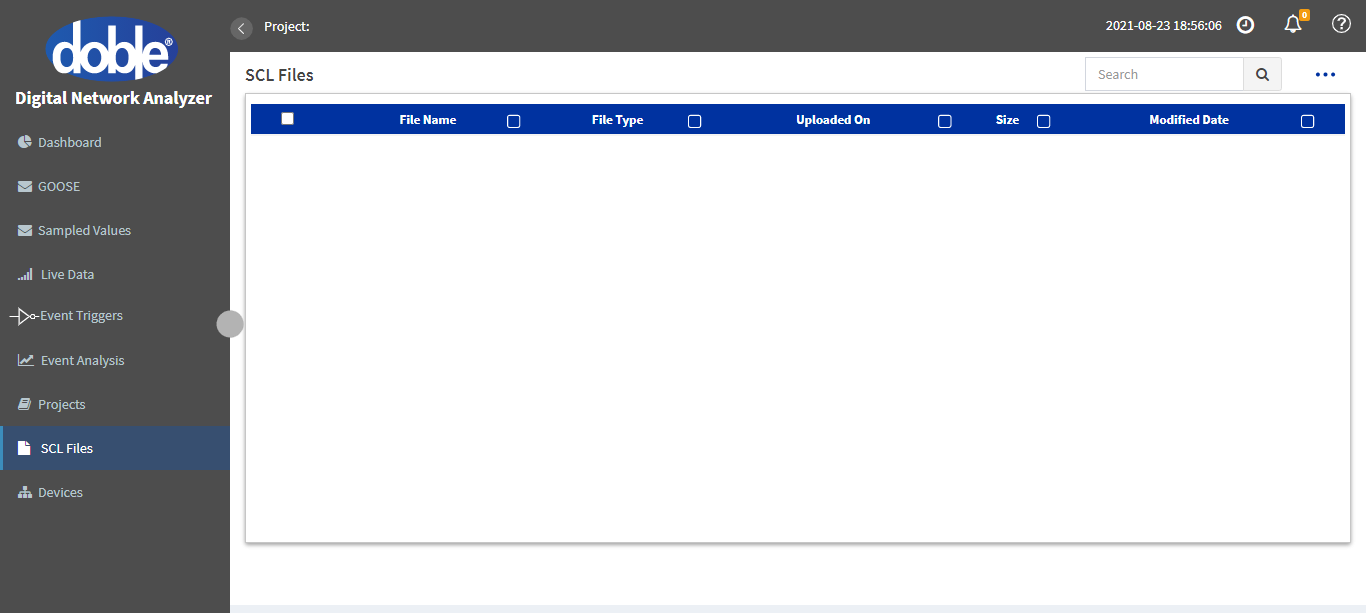 doble®
Digital Network Analyzer
Dashboard
GOOSE
Sampled Values
Live Data
Event Triggers
Event Analysis
Projects
SCL Files
Devices
Project:
2021-08-23 18:56:06
0
?
SCL Files
Search
File Name File Type Uploaded On Size Modified Date